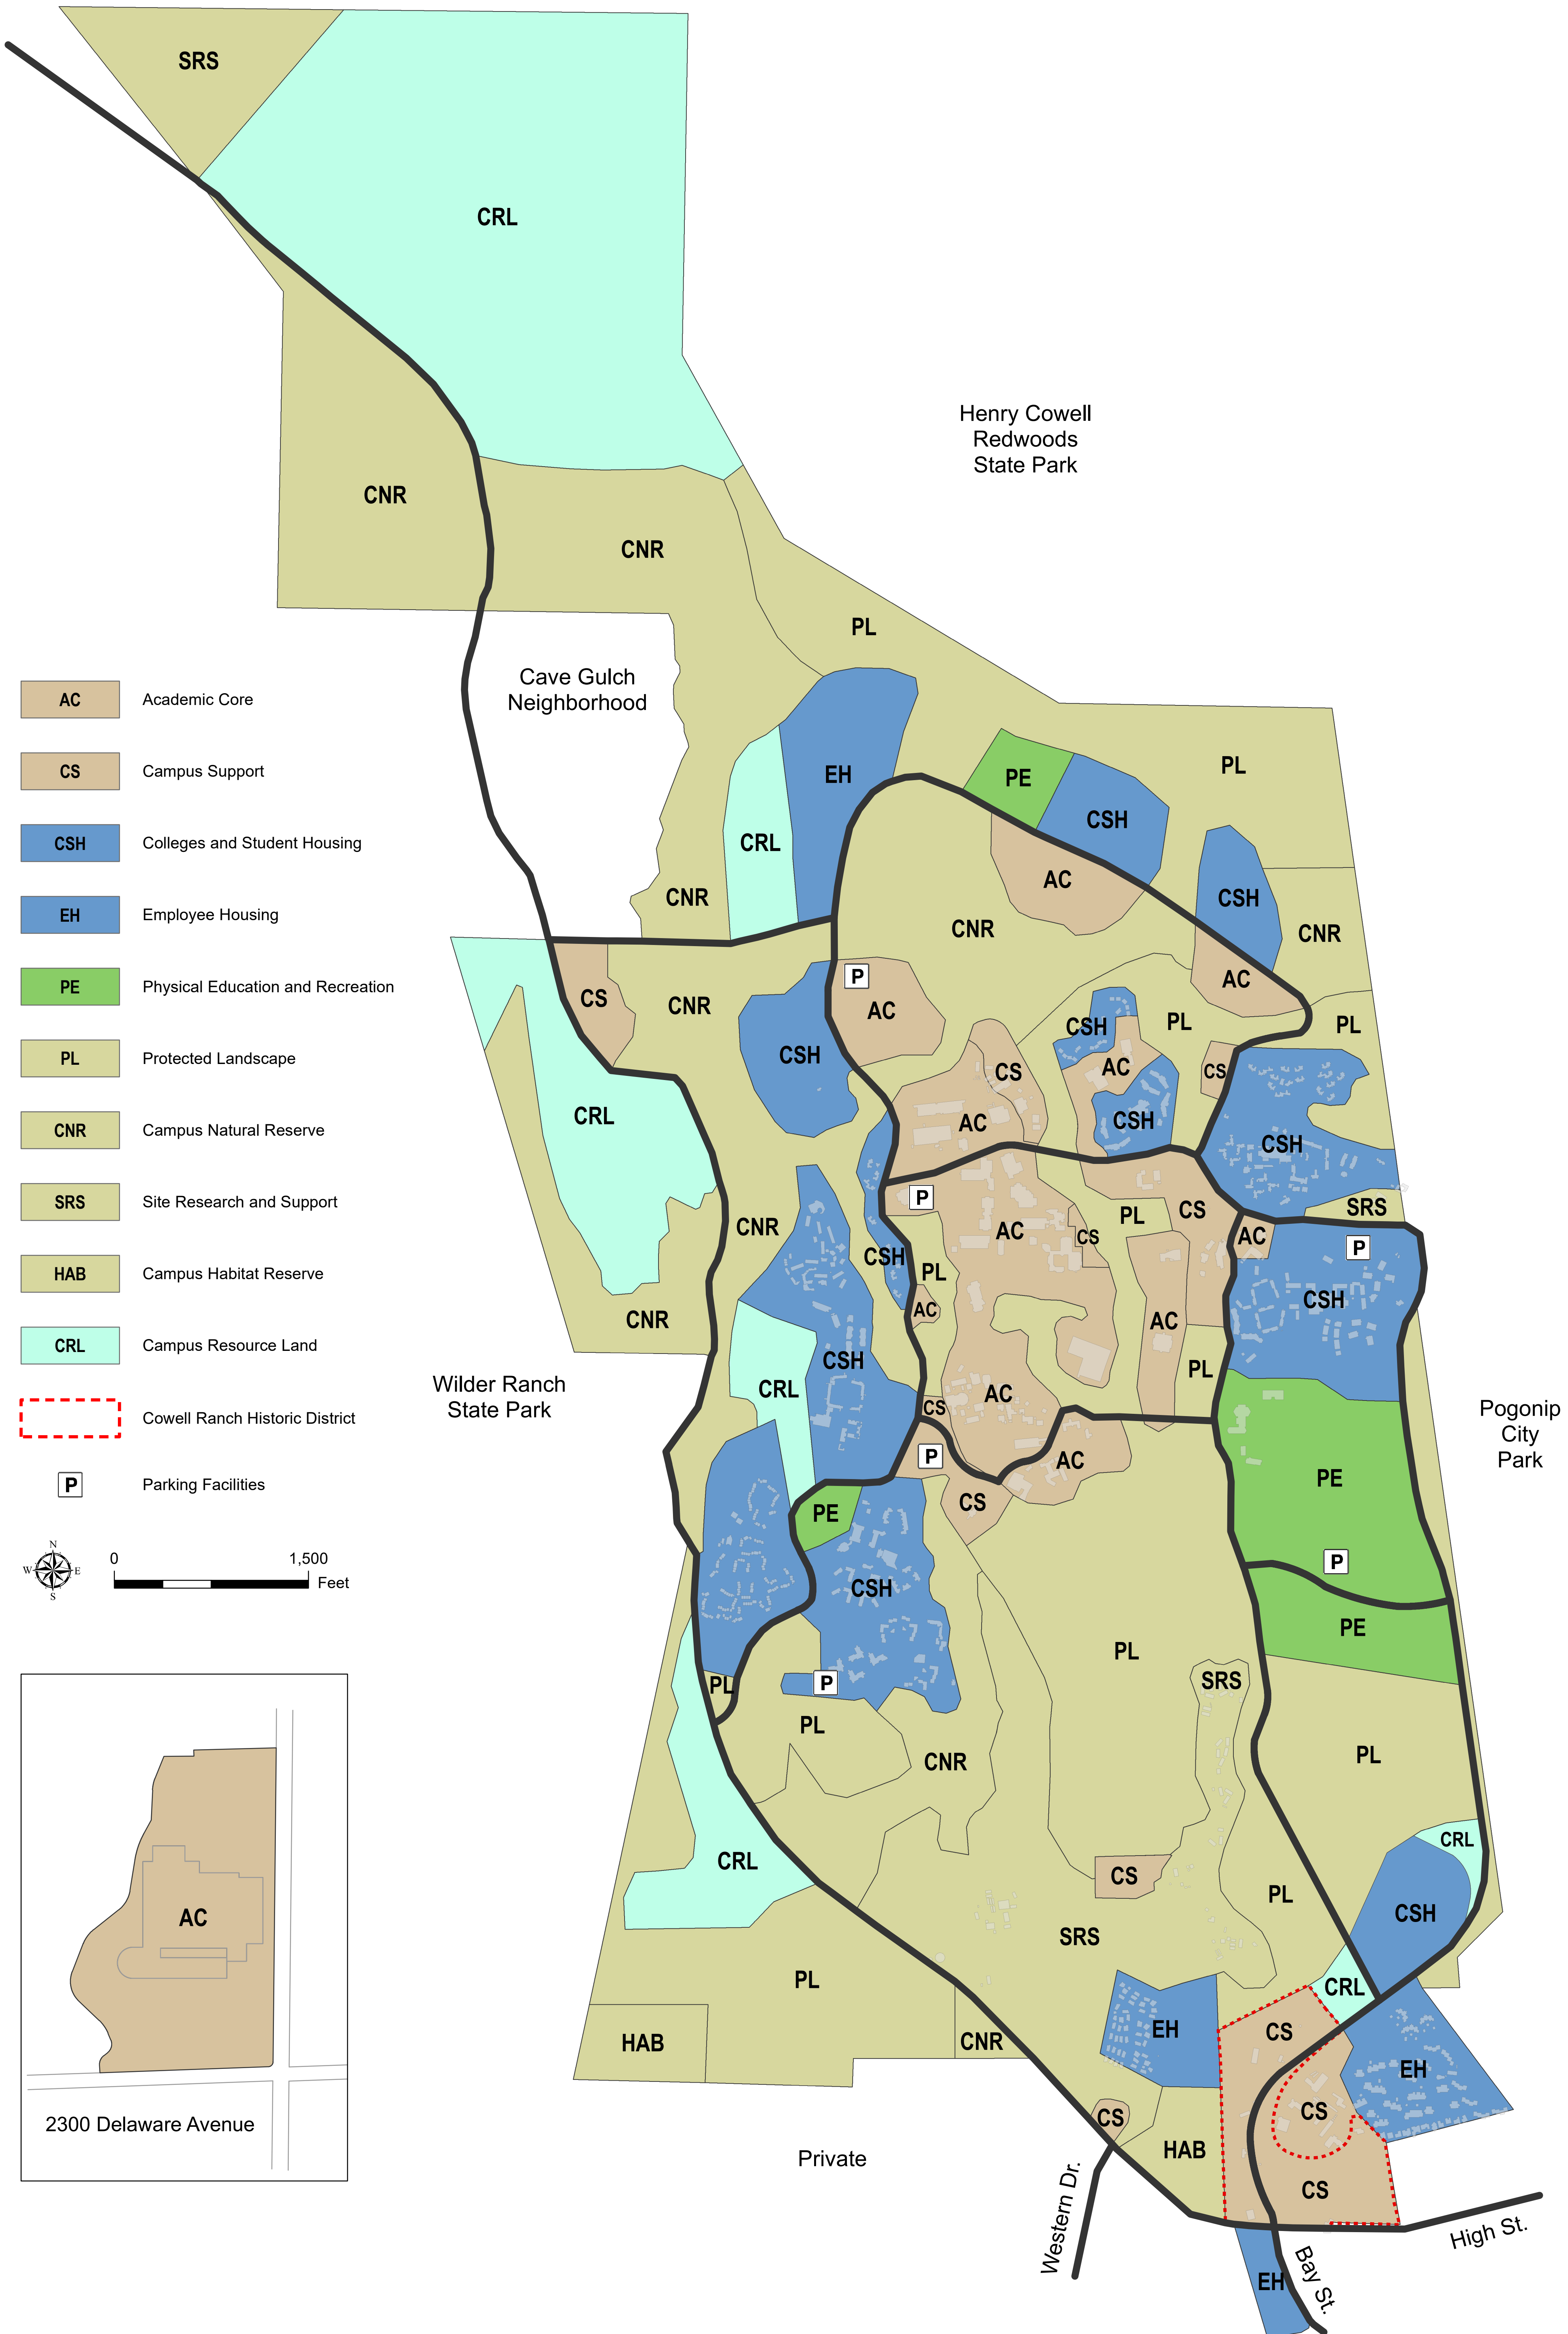 SRS
CRL
Henry Cowell
Redwoods
State Park
CNR
CNR
PL
Cave Gulch
Neighborhood
AC Academic Core
CS Campus Support
CSH Colleges and Student Housing
EH Employee Housing
PE Physical Education and Recreation
PL Protected Landscape
CNR Campus Natural Reserve
SRS Site Research and Support
HAB Campus Habitat Reserve
CRL Campus Resource Land
Cowell Ranch Historic District
P Parking Facilities
N
W E
S
0 1,500
Feet
AC
2300 Delaware Avenue
PL
EH
PE
CSH
CRL
AC
CNR
CSH
CNR
CNR
P
AC
AC
CS
CNR
CSH
CSH
PL
PL
CS
AC
CS
CRL
AC
CSH
CSH
P
SRS
CNR
AC
CS
PL
CS
AC
P
CSH
PL
CSH
AC
AC
CNR
PL
CSH
CRL
AC
CS
Wilder Ranch
State Park
Pogonip
City
Park
P
AC
PE
CS
PE
P
CSH
PE
PL
SRS
PL
P
PL
CNR
PL
CRL
CRL
CS
PL
CSH
SRS
PL
CRL
HAB
CNR
EH
CS
EH
CS
CS
HAB
Private
CS
Western Dr.
High St.
Bay St.
EH